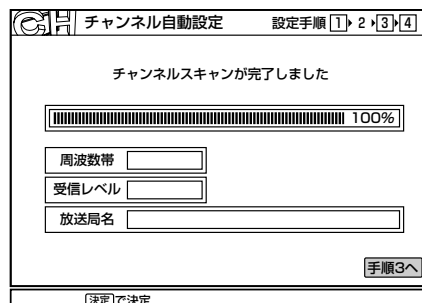 CH チャンネル自動設定 設定手順 1 2 3 4
チャンネルスキャンが完了しました
100%
周波数帯
受信レベル
放送局名
手順3へ
決定で決定